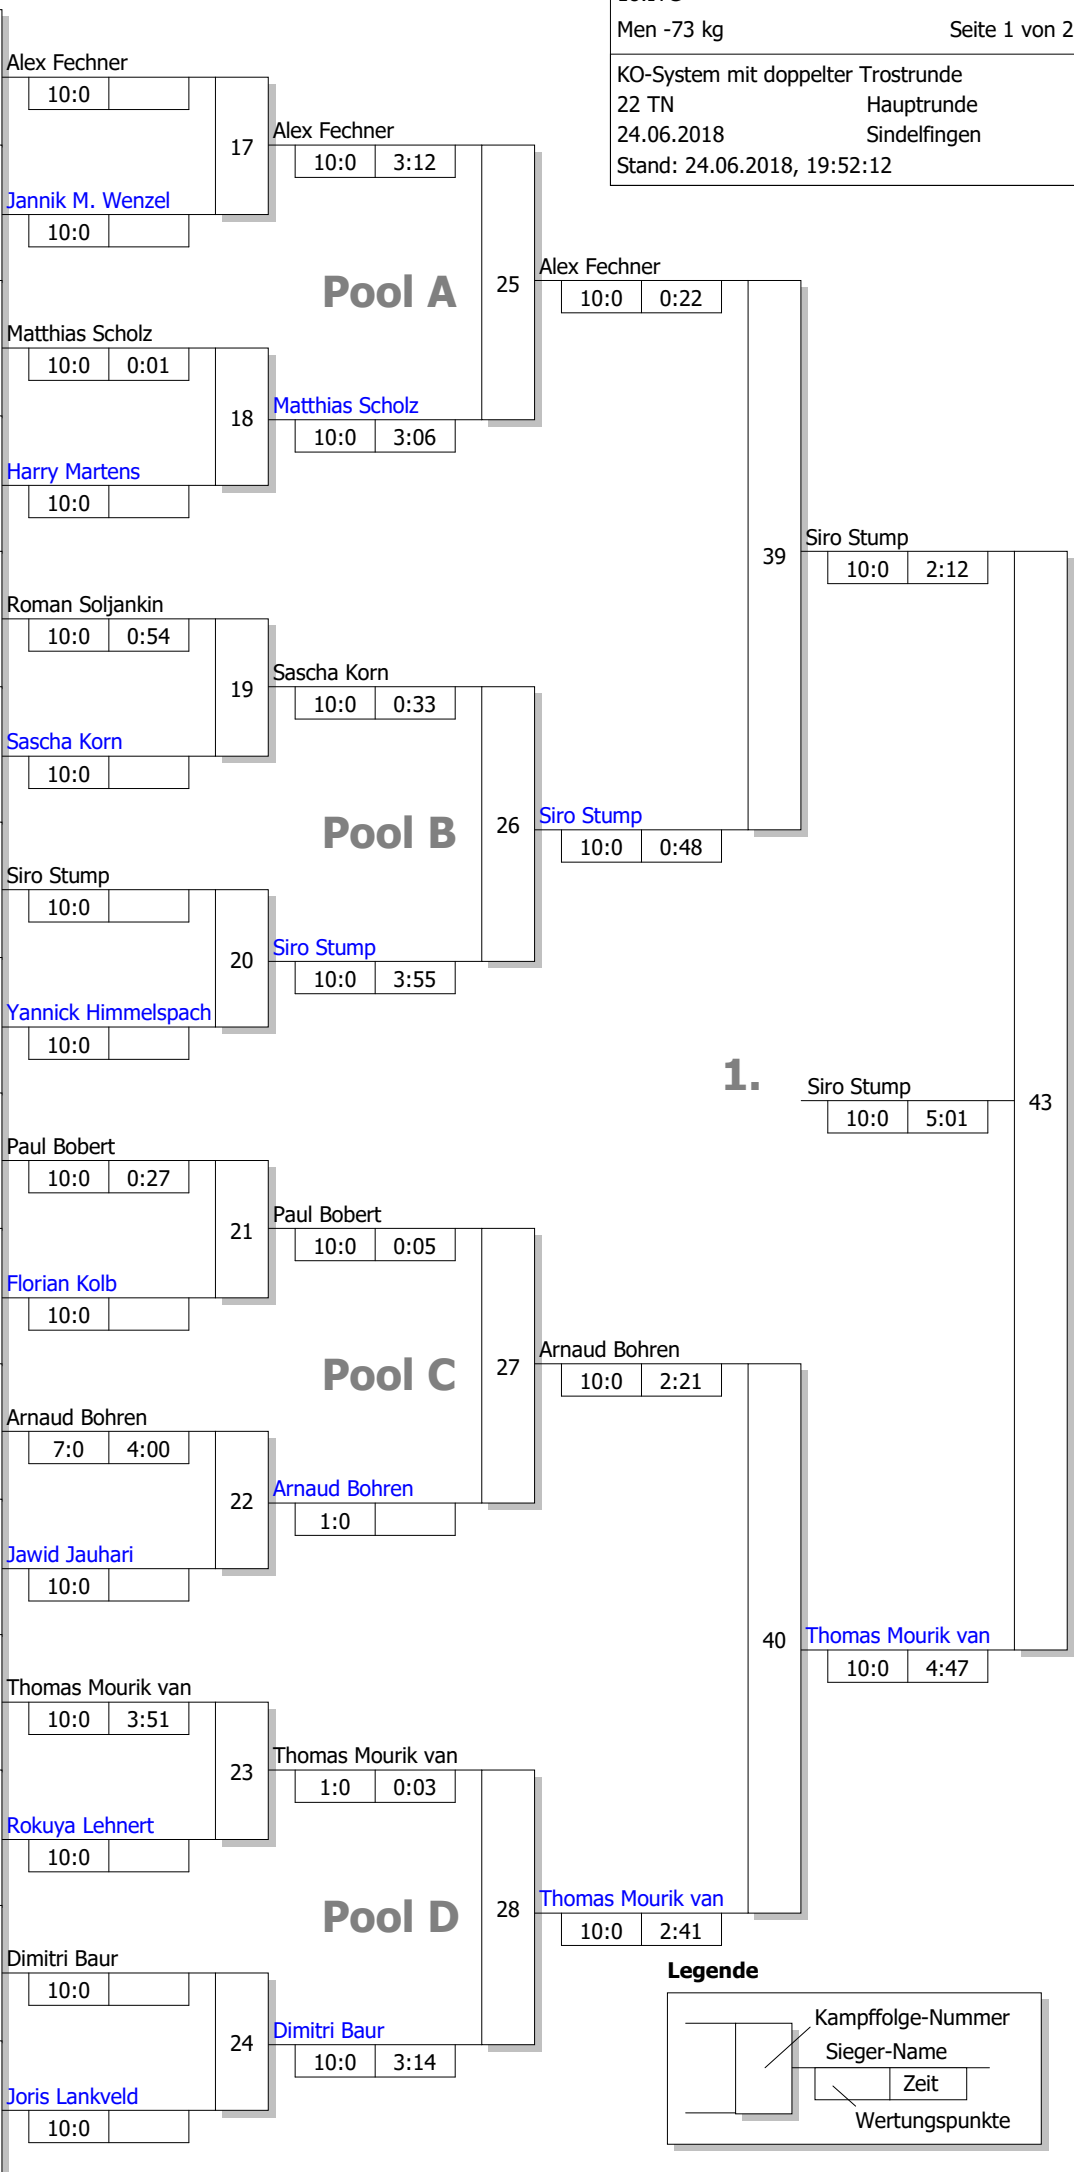 Men -73 kg Seite 1 von 2
KO-System mit doppelter Trostrunde
22 TN Hauptrunde
24.06.2018 Sindelfingen
Stand: 24.06.2018, 19:52:12
Alex Fechner
10:0
17
Jannik M. Wenzel
10:0
Alex Fechner
10:0 3:12
Pool A
25
Matthias Scholz
10:0 0:01
18
Harry Martens
10:0
Matthias Scholz
10:0 3:06
Alex Fechner
10:0 0:22
39
Roman Soljankin
10:0 0:54
19
Sascha Korn
10:0
Sascha Korn
10:0 0:33
Pool B
26
Siro Stump
10:0
20
Yannick Himmelspach
10:0
Siro Stump
10:0 3:55
Siro Stump
10:0 0:48
Siro Stump
10:0 2:12
1.
Siro Stump
10:0 5:01
43
Paul Bobert
10:0 0:27
21
Florian Kolb
10:0
Paul Bobert
10:0 0:05
Pool C
27
Arnaud Bohren
7:0 4:00
22
Jawid Jauhari
10:0
Arnaud Bohren
1:0
Arnaud Bohren
10:0 2:21
40
Thomas Mourik van
10:0 4:47
Thomas Mourik van
10:0 3:51
23
Rokuya Lehnert
10:0
Thomas Mourik van
1:0 0:03
Pool D
28
Dimitri Baur
10:0
24
Joris Lankveld
10:0
Dimitri Baur
10:0 3:14
Thomas Mourik van
10:0 2:41
Legende
Kampffolge-Nummer
Sieger-Name
Zeit
Wertungspunkte